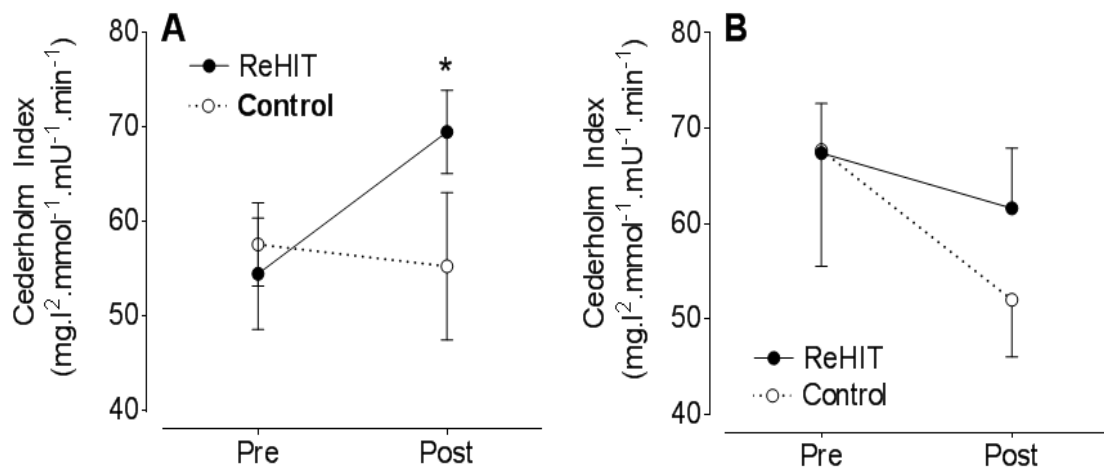 A
80
70
60
50
40
Cederholm Index
(mg.l².mmol⁻¹.mU⁻¹.min⁻¹)
ReHIT
Control
*
Pre Post
B
80
70
60
50
40
Cederholm Index
(mg.l².mmol⁻¹.mU⁻¹.min⁻¹)
ReHIT
Control
Pre Post